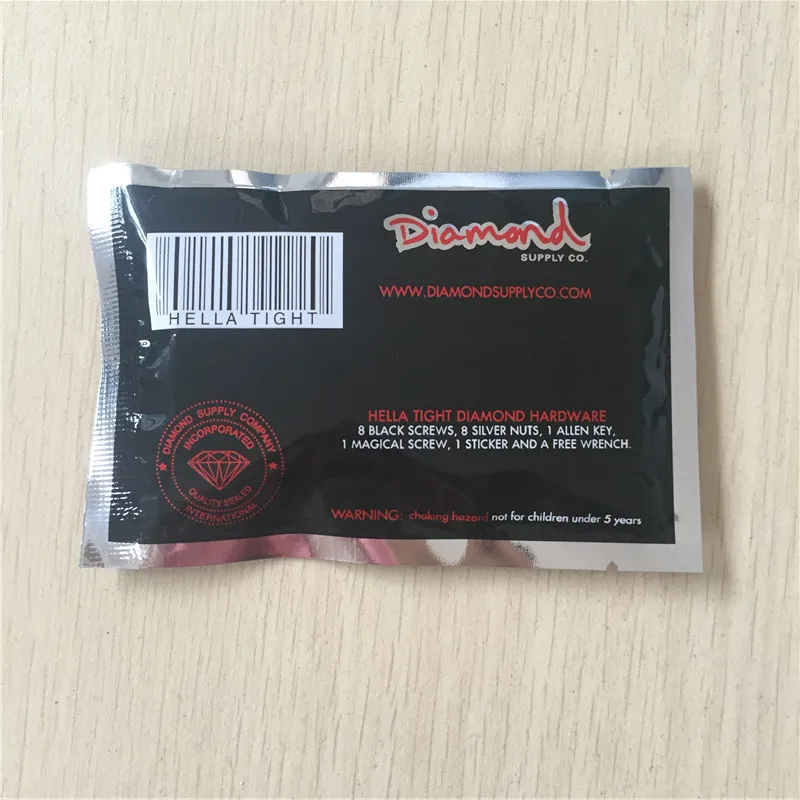 Diamond
SUPPLY CO.
WWW.DIAMONDSUPPLYCO.COM
HELLA TIGHT
HELLA TIGHT DIAMOND HARDWARE
8 BLACK SCREWS, 8 SILVER NUTS, 1 ALLEN KEY,
1 MAGICAL SCREW, 1 STICKER AND A FREE WRENCH.
DIAMOND SUPPLY COMPANY
INCORPORATED
QUALITY SEALED
INTERNATIONAL
WARNING: choking hezard not for children under 5 years